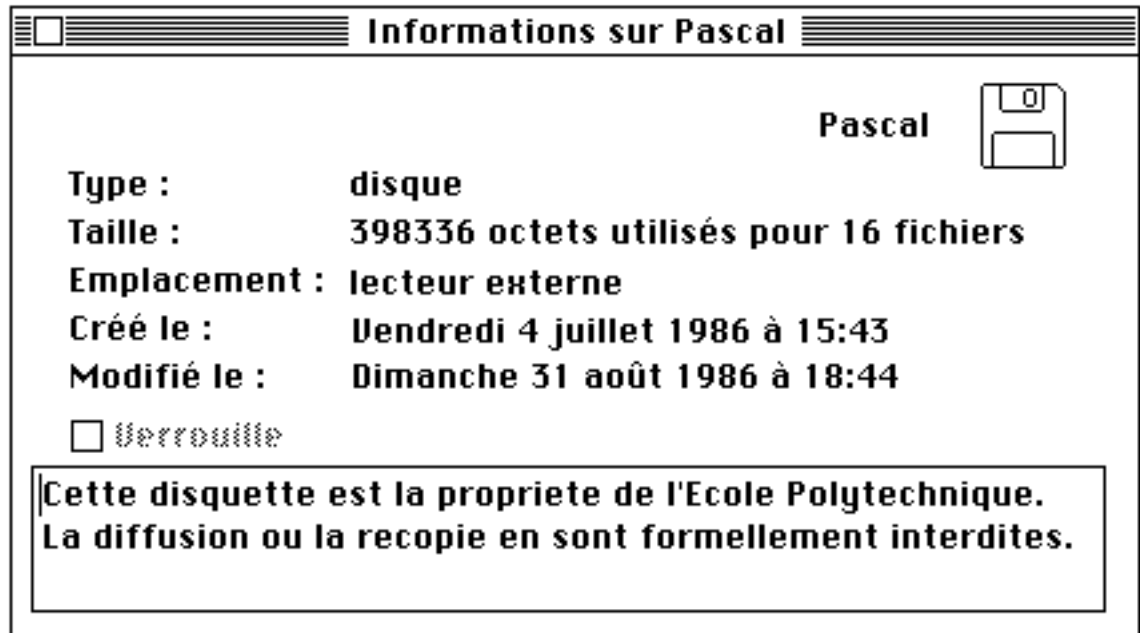 Informations sur Pascal
Pascal
Type : disque
Taille : 398336 octets utilisés pour 16 fichiers
Emplacement : lecteur externe
Créé le : Vendredi 4 juillet 1986 à 15:43
Modifié le : Dimanche 31 août 1986 à 18:44
Verrouille
Cette disquette est la propriete de l'Ecole Polytechnique.
La diffusion ou la recopie en sont formellement interdites.